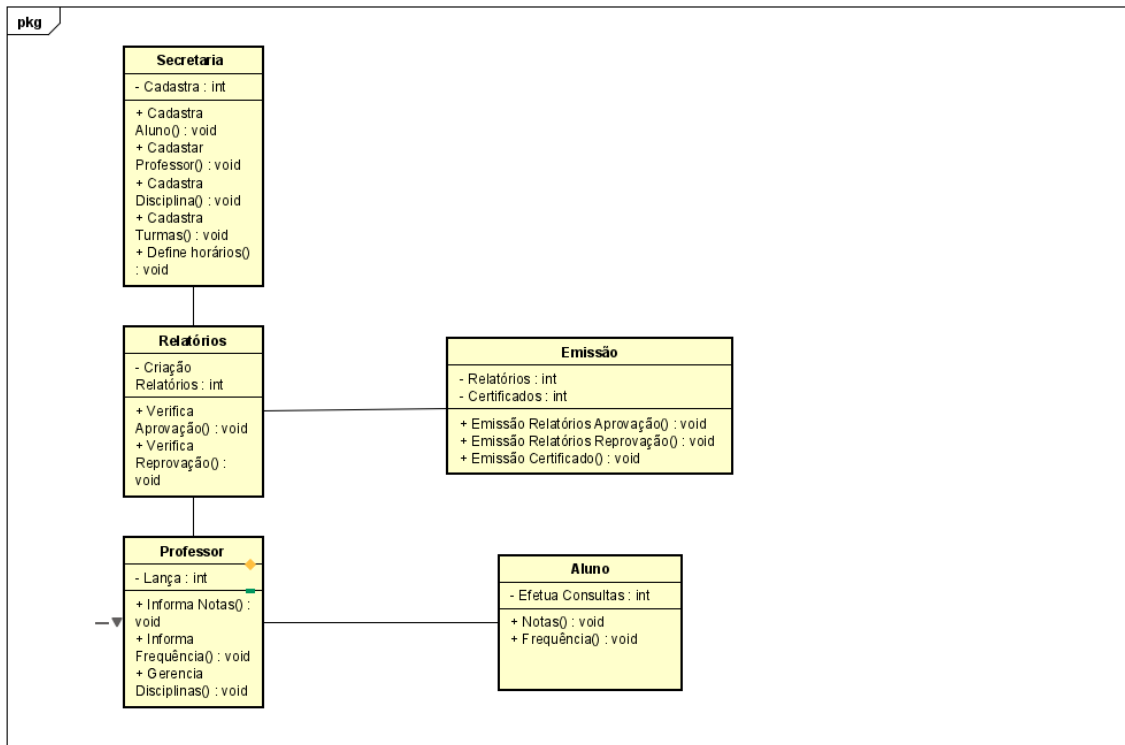 pkg
Secretaria
- Cadastra : int
+ Cadastra
Aluno() : void
+ Cadastar
Professor() : void
+ Cadastra
Disciplina() : void
+ Cadastra
Turmas() : void
+ Define horários()
: void
Relatórios
- Criação
Relatórios : int
+ Verifica
Aprovação() : void
+ Verifica
Reprovação() :
void
Emissão
- Relatórios : int
- Certificados : int
+ Emissão Relatórios Aprovação() : void
+ Emissão Relatórios Reprovação() : void
+ Emissão Certificado() : void
Professor
- Lança : int
+ Informa Notas() :
void
+ Informa
Frequência() : void
+ Gerencia
Disciplinas() : void
Aluno
- Efetua Consultas : int
+ Notas() : void
+ Frequência() : void